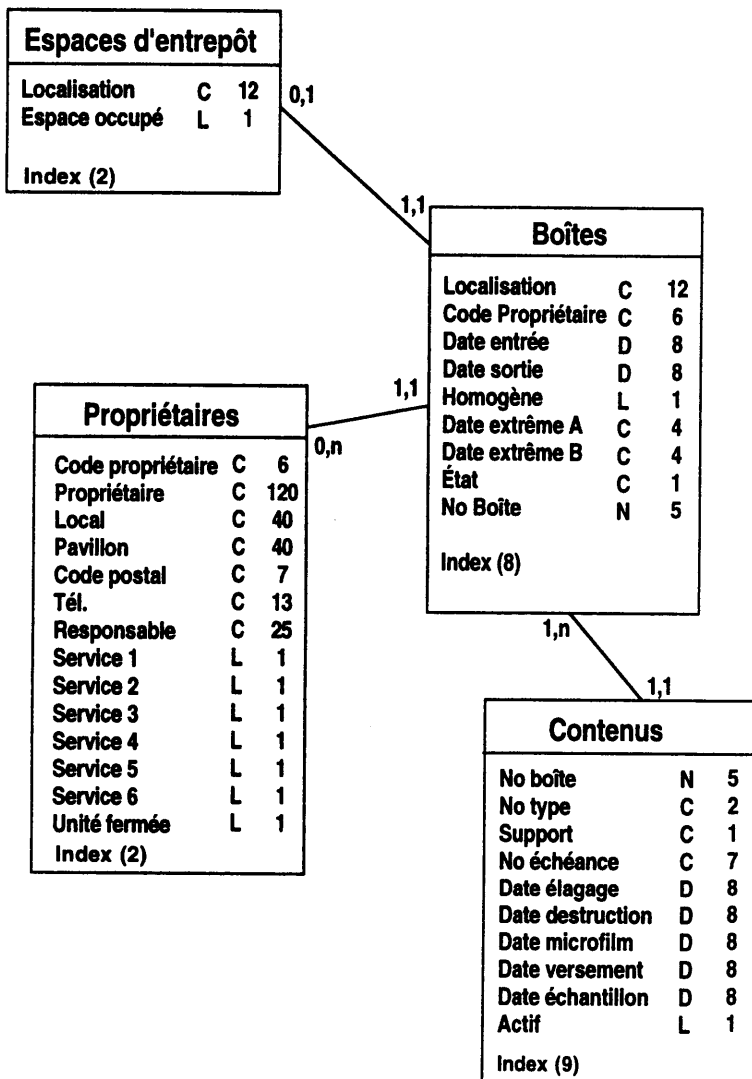 Espaces d'entrepôt
Localisation C 12
Espace occupé L 1
Index (2)
0,1
1,1
Boîtes
Localisation C 12
Code Propriétaire C 6
Date entrée D 8
Date sortie D 8
Homogène L 1
Date extrême A C 4
Date extrême B C 4
État C 1
No Boîte N 5
Index (8)
1,1
0,n
Propriétaires
Code propriétaire C 6
Propriétaire C 120
Local C 40
Pavillon C 40
Code postal C 7
Tél. C 13
Responsable C 25
Service 1 L 1
Service 2 L 1
Service 3 L 1
Service 4 L 1
Service 5 L 1
Service 6 L 1
Unité fermée L 1
Index (2)
1,n
1,1
Contenus
No boîte N 5
No type C 2
Support C 1
No échéance C 7
Date élagage D 8
Date destruction D 8
Date microfilm D 8
Date versement D 8
Date échantillon D 8
Actif L 1
Index (9)